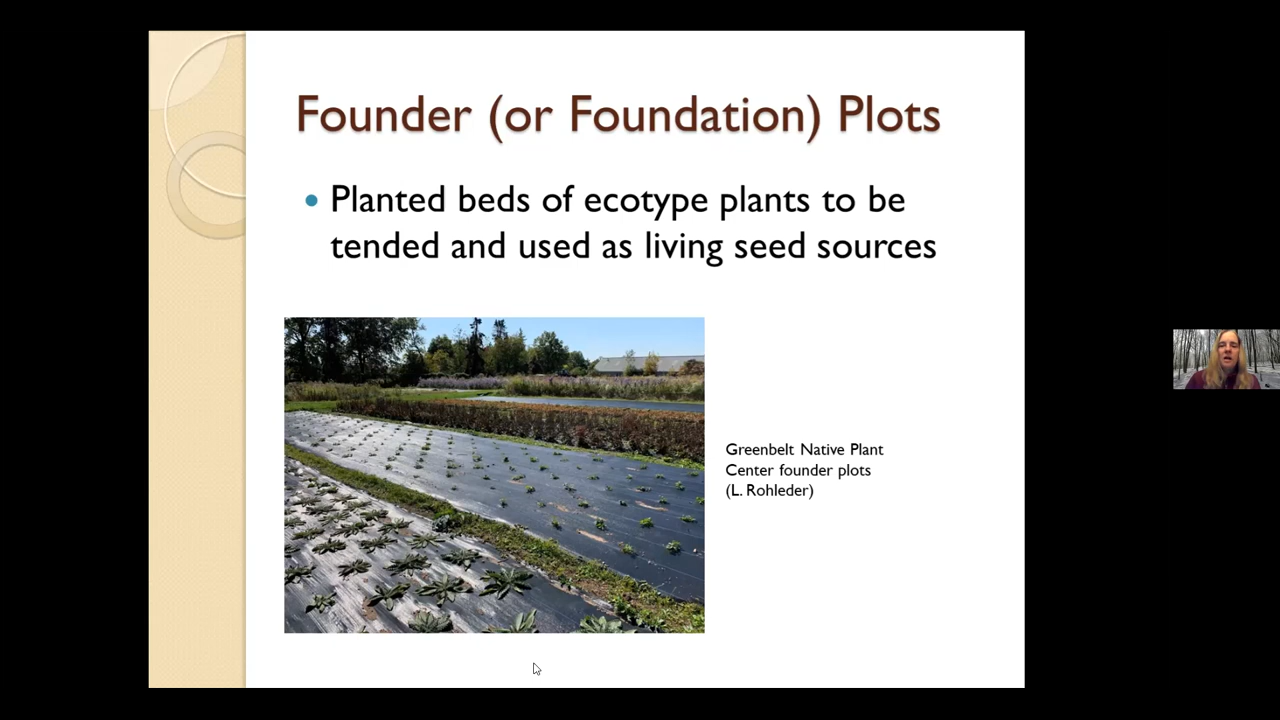 Founder (or Foundation) Plots
Planted beds of ecotype plants to be
tended and used as living seed sources
Greenbelt Native Plant
Center founder plots
(L. Rohleder)